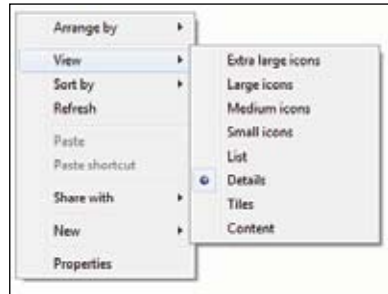 Arrange by
View
Sort by
Refresh
Paste
Paste shortcut
Share with
New
Properties
Extra large icons
Large icons
Medium icons
Small icons
List
Details
Tiles
Content